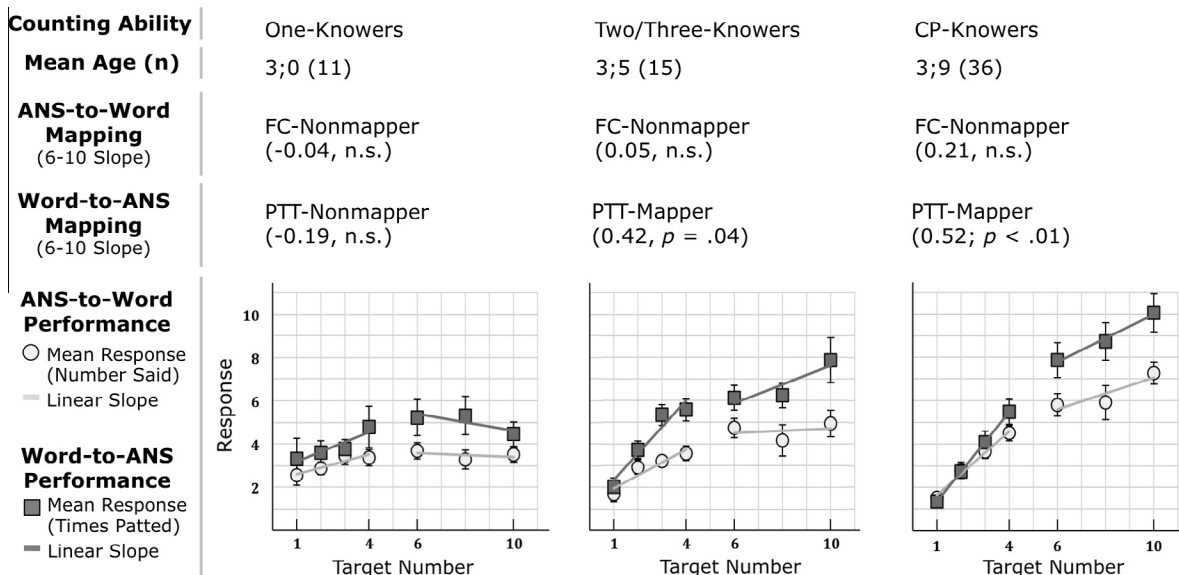 Counting Ability
One-Knowers
Two/Three-Knowers
CP-Knowers
Mean Age (n)
3;0 (11)
3;5 (15)
3;9 (36)
ANS-to-Word
Mapping
(6-10 Slope)
FC-Nonmapper
(-0.04, n.s.)
FC-Nonmapper
(0.05, n.s.)
FC-Nonmapper
(0.21, n.s.)
Word-to-ANS
Mapping
(6-10 Slope)
PTT-Nonmapper
(-0.19, n.s.)
PTT-Mapper
(0.42, p = .04)
PTT-Mapper
(0.52; p < .01)
ANS-to-Word
Performance
Mean Response
(Number Said)
Linear Slope
Word-to-ANS
Performance
Mean Response
(Times Patted)
Linear Slope
Response
10
8
6
4
2
1 4 6 10
Target Number
1 4 6 10
Target Number
1 4 6 10
Target Number